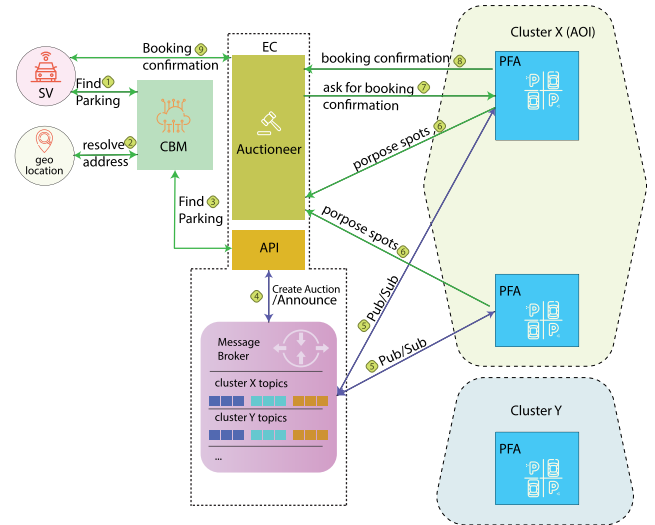 Cluster X (AOI)
EC
Booking 9
confirmation
SV
Find 1
Parking
booking confirmation 8
PFA
P
P
ask for booking 7
confirmation
CBM
Auctioneer
resolve 2
address
geo
location
porpose spots 6
Find 3
Parking
porpose spots 6
API
4 Create Auction
/Announce
5 Pub/Sub
PFA
P
P
Message
Broker
5 Pub/Sub
cluster X topics
cluster Y topics
...
Cluster Y
PFA
P
P